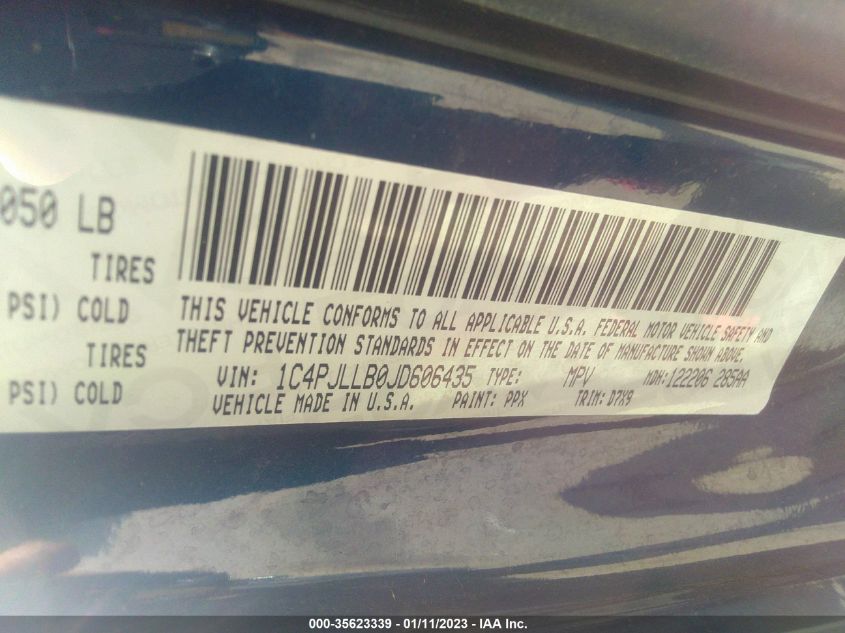 050 LB
TIRES
PSI) COLD
TIRES
PSI) COLD
THIS VEHICLE CONFORMS TO ALL APPLICABLE U.S.A. FEDERAL MOTOR VEHICLE SAFETY AND
THEFT PREVENTION STANDARDS IN EFFECT ON THE DATE OF MANUFACTURE SHOWN ABOVE.
VIN: 1C4PJLLB0JD606435 TYPE: MPV MDH:122206 285AA
VEHICLE MADE IN U.S.A. PAINT: PPX TRIM: D7X9
000-35623339 - 01/11/2023 - IAA Inc.